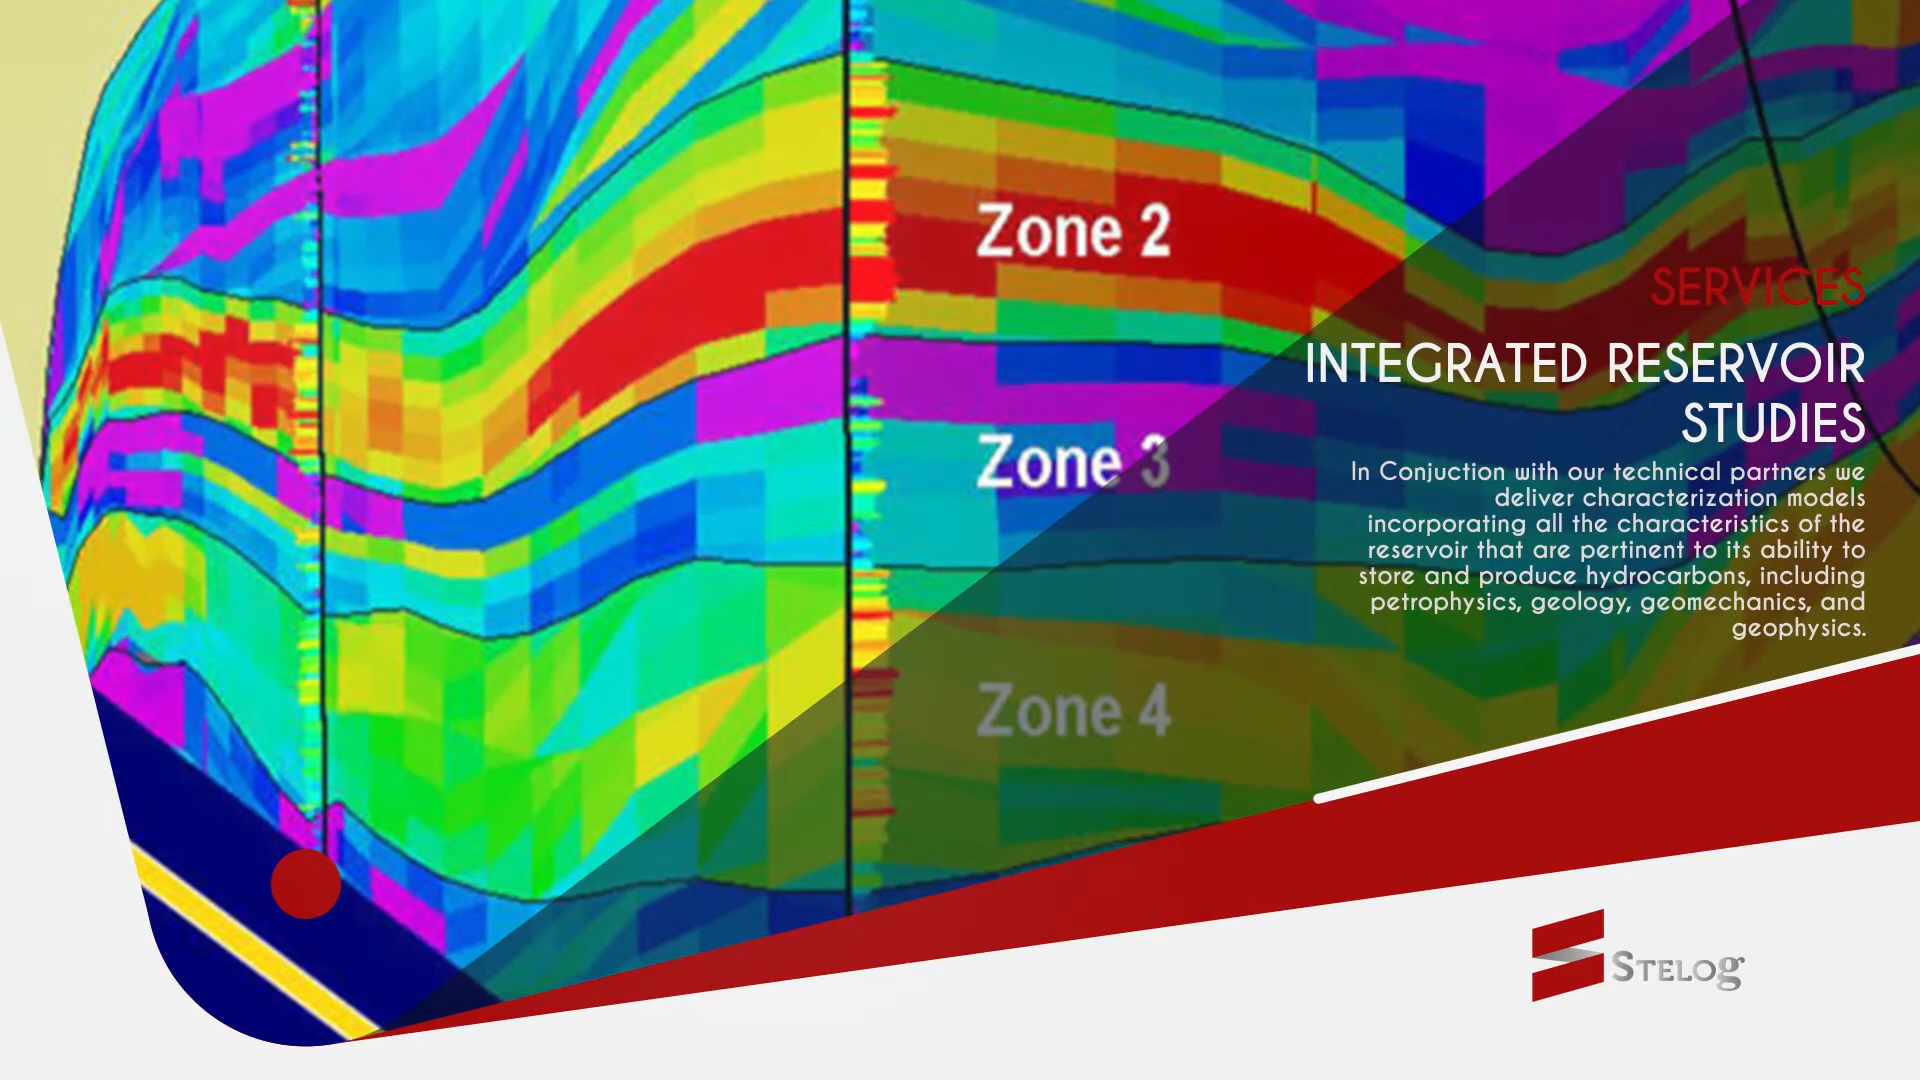 Zone 2
Zone 3
Zone 4
SERVICES
INTEGRATED RESERVOIR
STUDIES
In Conjuction with our technical partners we
deliver characterization models
incorporating all the characteristics of the
reservoir that are pertinent to its ability to
store and produce hydrocarbons, including
petrophysics, geology, geomechanics, and
geophysics.
STELOg